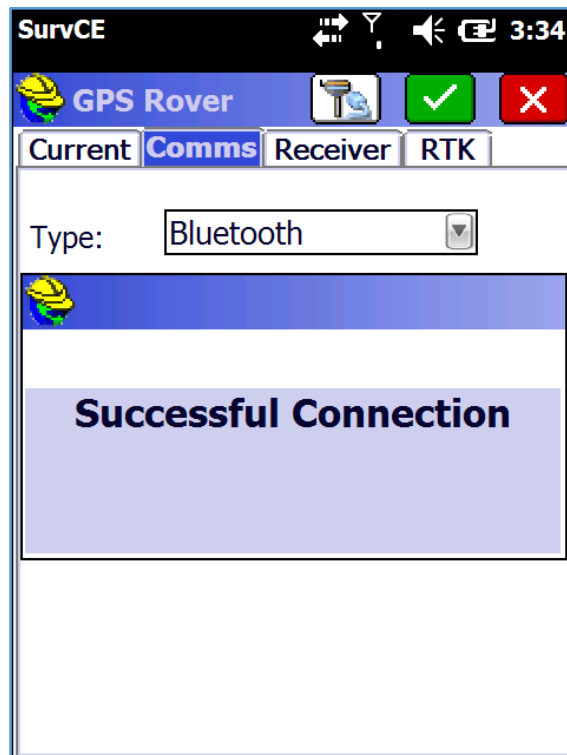 SurvCE 3:34
GPS Rover
Current Comms Receiver RTK
Type: Bluetooth
Successful Connection